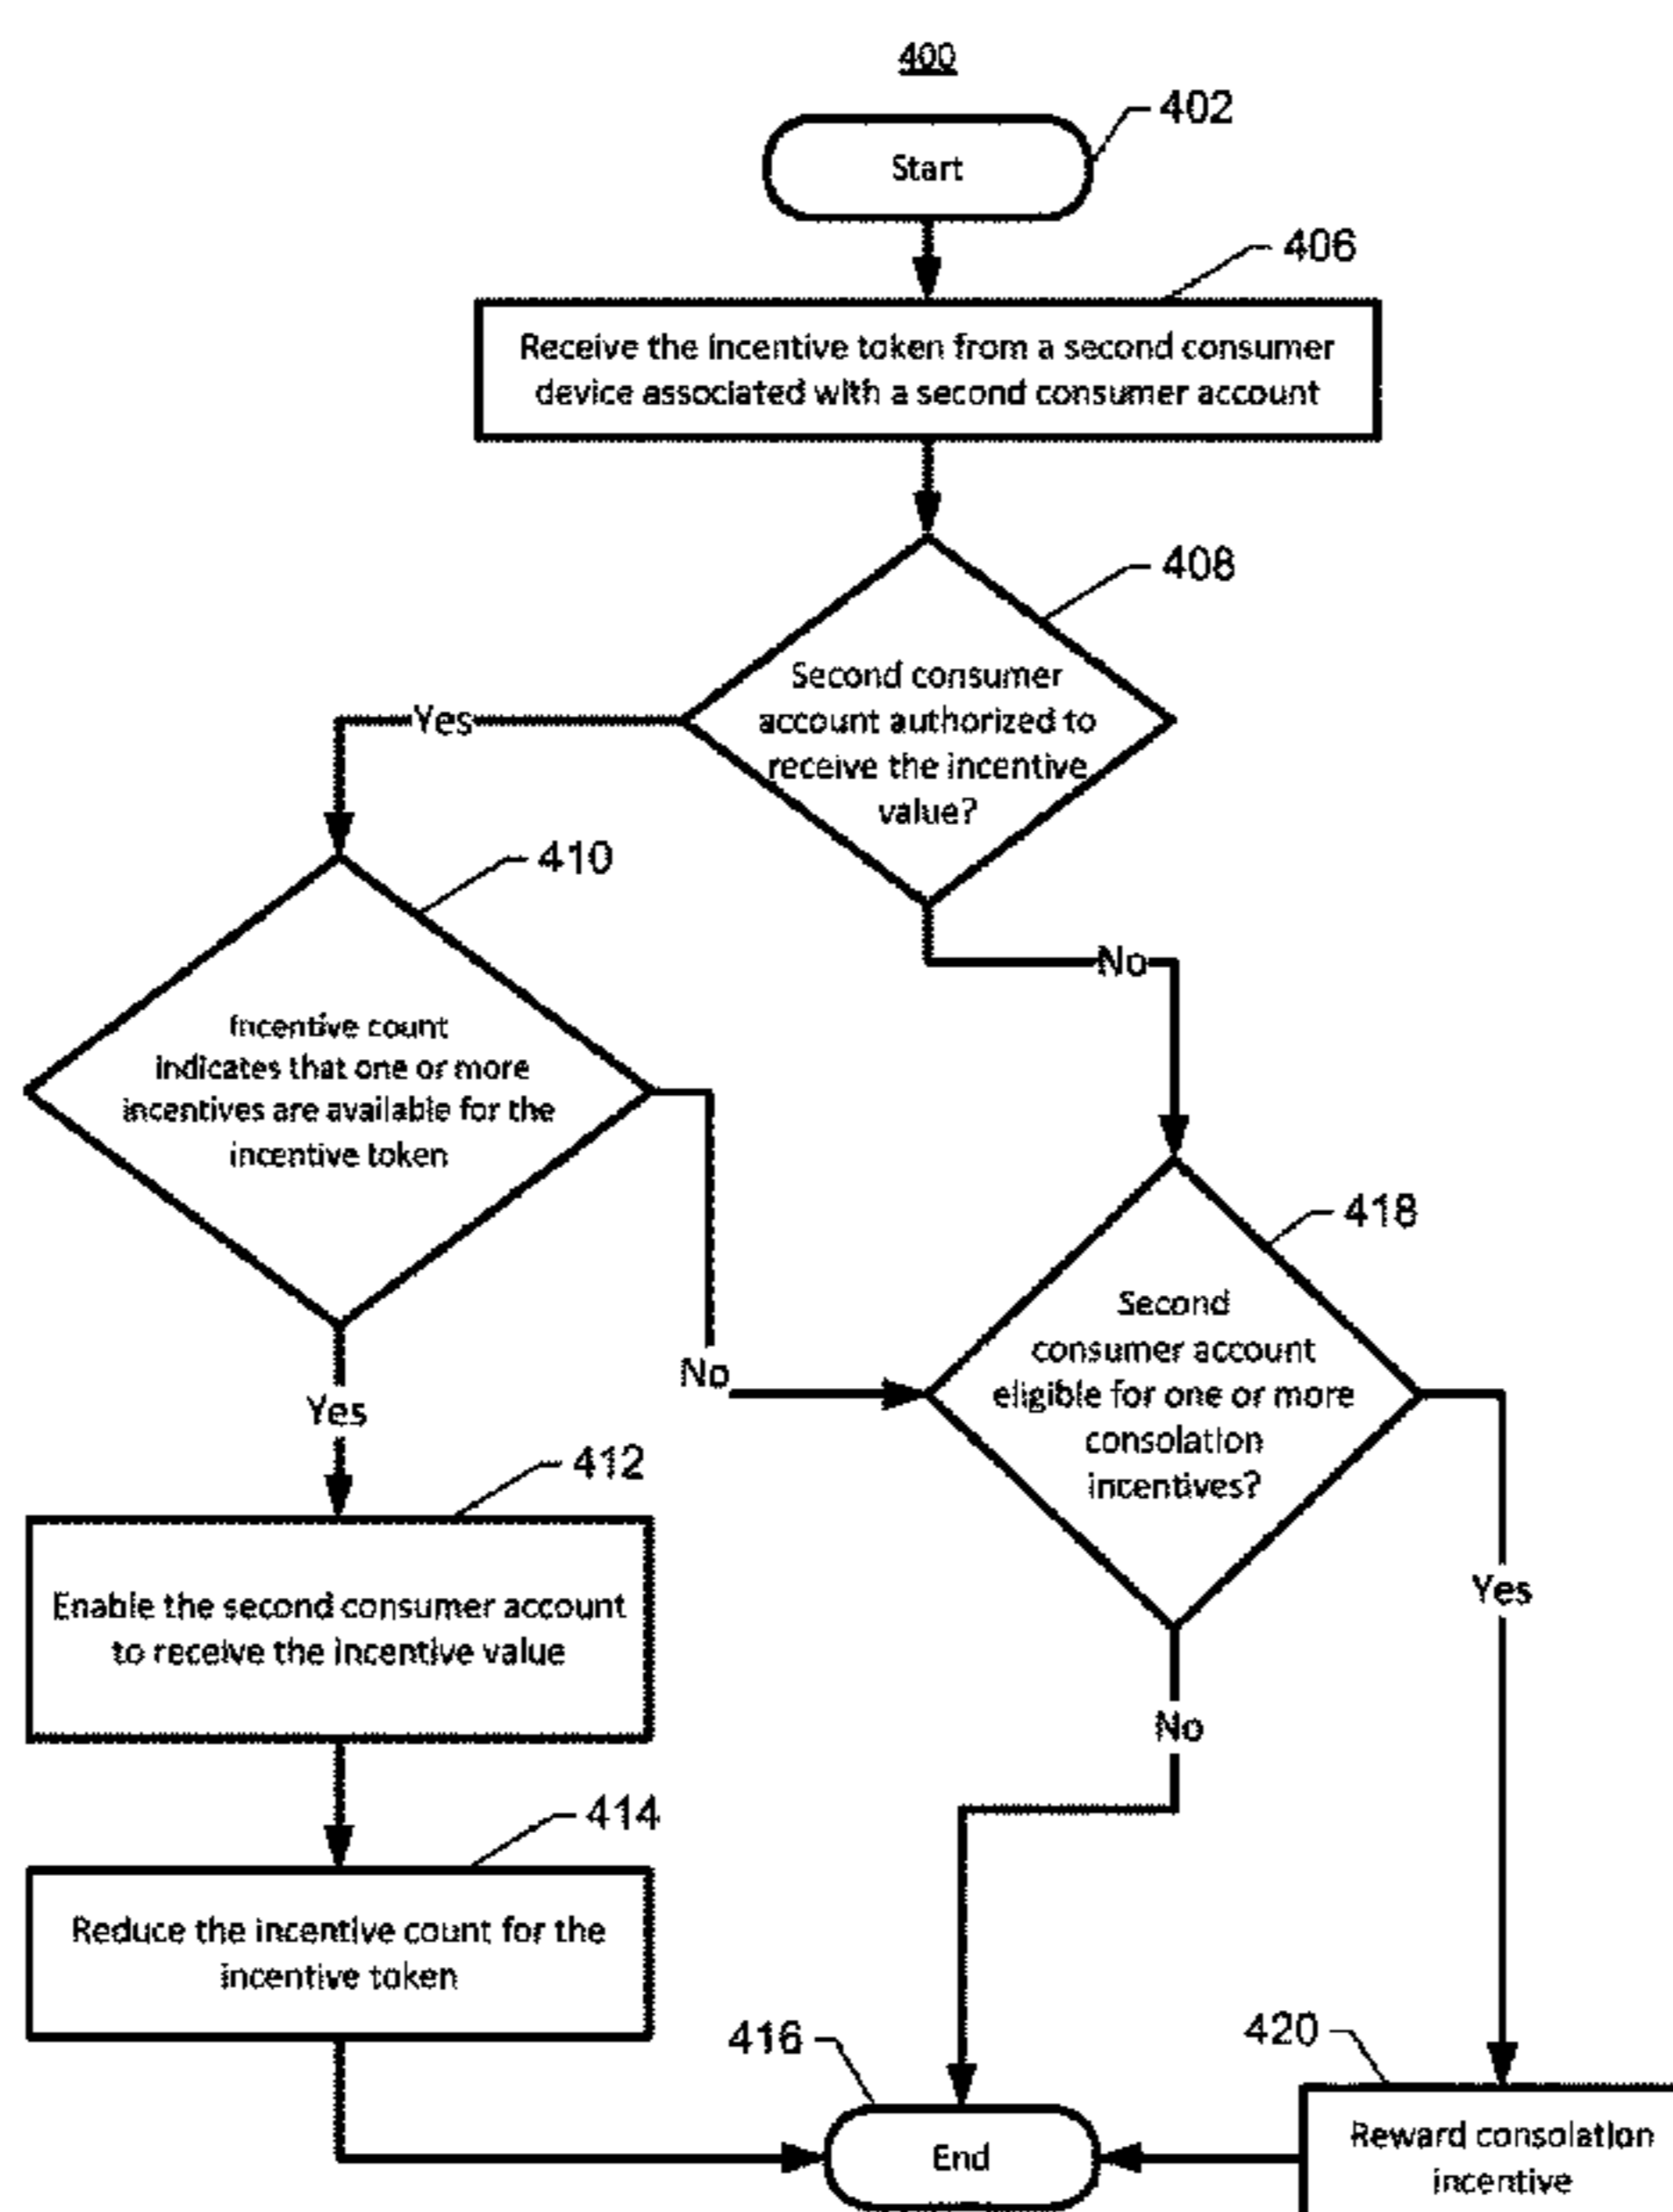 400
402
Start
406
Receive the incentive token from a second consumer
device associated with a second consumer account
408
Second consumer
account authorized to
receive the incentive
value?
Yes
No
410
Incentive count
indicates that one or more
incentives are available for the
incentive token
No
Yes
418
Second
consumer account
eligible for one or more
consolation
incentives?
Yes
No
412
Enable the second consumer account
to receive the incentive value
414
Reduce the incentive count for the
incentive token
416
End
420
Reward consolation
incentive